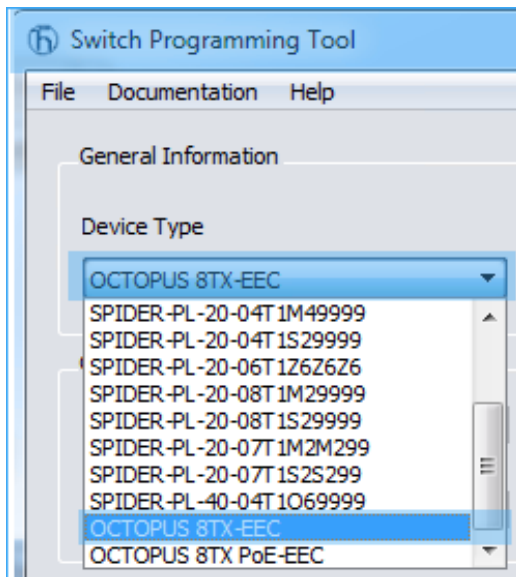 Switch Programming Tool
File Documentation Help
General Information
Device Type
OCTOPUS 8TX-EEC
SPIDER-PL-20-04T1M49999
SPIDER-PL-20-04T1S29999
SPIDER-PL-20-06T1Z6Z6Z6
SPIDER-PL-20-08T1M29999
SPIDER-PL-20-08T1S29999
SPIDER-PL-20-07T1M2M299
SPIDER-PL-20-07T1S2S299
SPIDER-PL-40-04T1O69999
OCTOPUS 8TX-EEC
OCTOPUS 8TX PoE-EEC